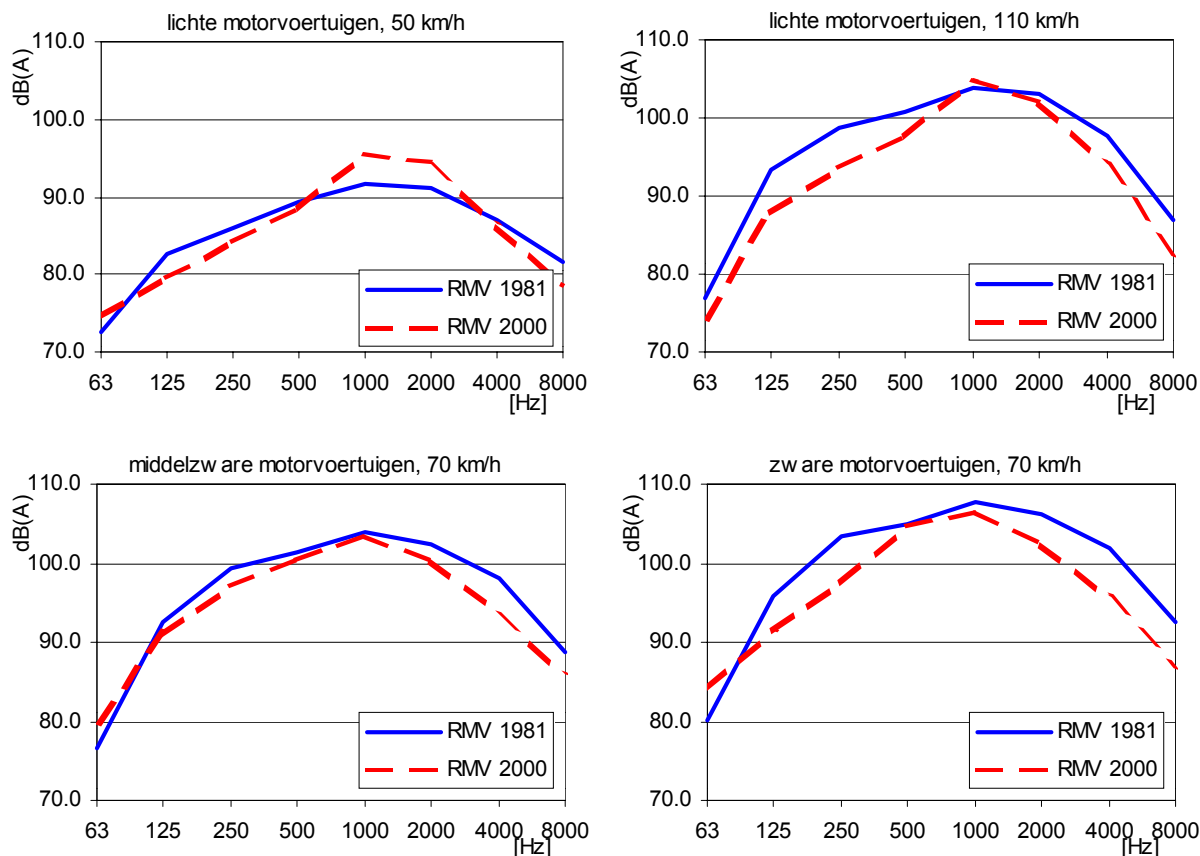 lichte motorvoertuigen, 50 km/h
dB(A)
110.0
100.0
90.0
80.0
70.0
RMV 1981
RMV 2000
63 125 250 500 1000 2000 4000 8000
[Hz]
lichte motorvoertuigen, 110 km/h
dB(A)
110.0
100.0
90.0
80.0
70.0
RMV 1981
RMV 2000
63 125 250 500 1000 2000 4000 8000
[Hz]
middelzw are motorvoertuigen, 70 km/h
dB(A)
110.0
100.0
90.0
80.0
70.0
RMV 1981
RMV 2000
63 125 250 500 1000 2000 4000 8000
[Hz]
zw are motorvoertuigen, 70 km/h
dB(A)
110.0
100.0
90.0
80.0
70.0
RMV 1981
RMV 2000
63 125 250 500 1000 2000 4000 8000
[Hz]